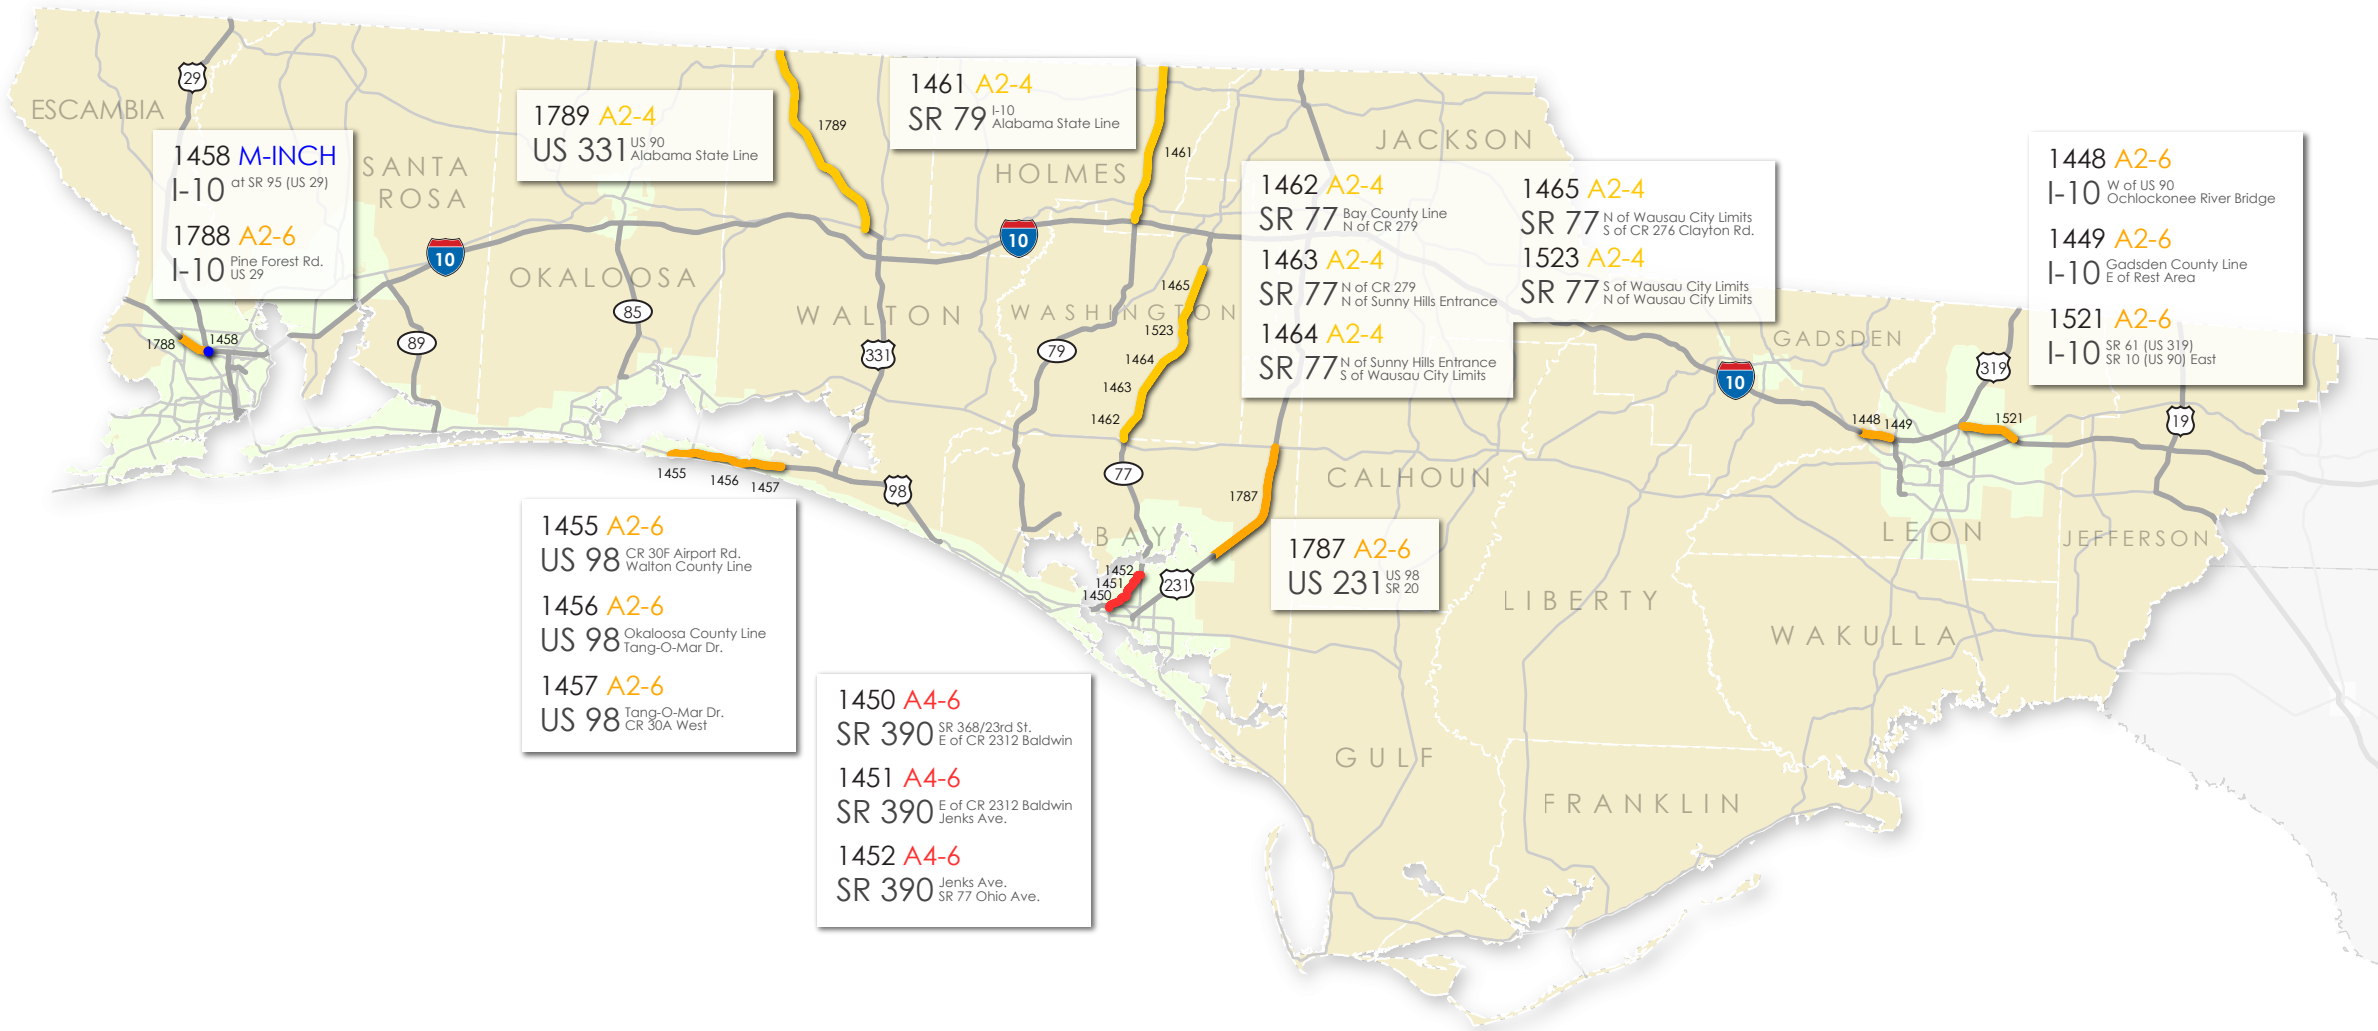 29
ESCAMBIA
1458 M-INCH
I-10 at SR 95 (US 29)
1788 A2-6
I-10 Pine Forest Rd.
US 29
SANTA
ROSA
1789 A2-4
US 331 US 90
Alabama State Line
1789
1461 A2-4
SR 79 I-10
Alabama State Line
1461
HOLMES
JACKSON
1462 A2-4
SR 77 Bay County Line
N of CR 279
1463 A2-4
SR 77 N of CR 279
N of Sunny Hills Entrance
1464 A2-4
SR 77 N of Sunny Hills Entrance
S of Wausau City Limits
1465 A2-4
SR 77 N of Wausau City Limits
S of CR 276 Clayton Rd.
1523 A2-4
SR 77 S of Wausau City Limits
N of Wausau City Limits
1448 A2-6
I-10 W of US 90
Ochlockonee River Bridge
1449 A2-6
I-10 Gadsden County Line
E of Rest Area
1521 A2-6
I-10 SR 61 (US 319)
SR 10 (US 90) East
10
10
OKALOOSA
WALTON
WASHINGTON
1465
1523
1464
1463
1462
85
89
331
79
1788
1458
GADSDEN
10
319
19
1448
1449
1521
77
98
1455
1456
1457
1787
CALHOUN
LEON
JEFFERSON
BAY
1452
1451
1450
231
1787 A2-6
US 231 US 98
SR 20
1455 A2-6
US 98 CR 30F Airport Rd.
Walton County Line
1456 A2-6
US 98 Okaloosa County Line
Tang-O-Mar Dr.
1457 A2-6
US 98 Tang-O-Mar Dr.
CR 30A West
LIBERTY
WAKULLA
1450 A4-6
SR 390 SR 368/23rd St.
E of CR 2312 Baldwin
1451 A4-6
SR 390 E of CR 2312 Baldwin
Jenks Ave.
1452 A4-6
SR 390 Jenks Ave.
SR 77 Ohio Ave.
GULF
FRANKLIN